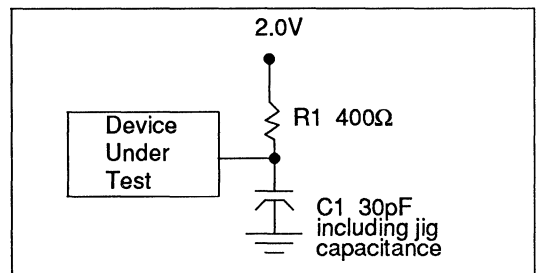 2.0V
R1 400Ω
Device
Under
Test
C1 30pF
including jig
capacitance